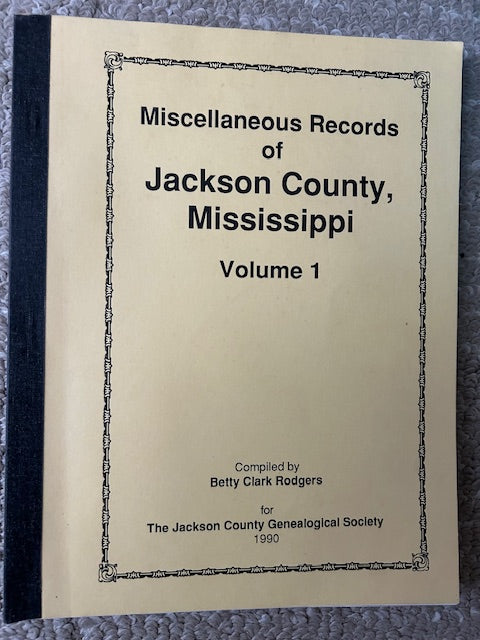 Miscellaneous Records
of
Jackson County,
Mississippi
Volume 1
Compiled by
Betty Clark Rodgers
for
The Jackson County Genealogical Society
1990